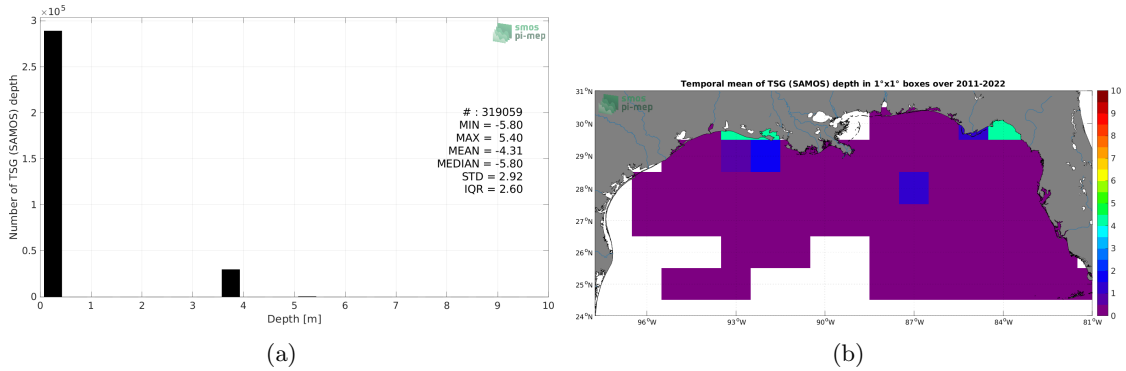 3 ×10^5
smos
pi-mep
Number of TSG (SAMOS) depth
2.5
2
1.5
1
0.5
0
# : 319059
MIN = -5.80
MAX = 5.40
MEAN = -4.31
MEDIAN = -5.80
STD = 2.92
IQR = 2.60
0 1 2 3 4 5 6 7 8 9 10
Depth [m]
(a)
Temporal mean of TSG (SAMOS) depth in 1°x1° boxes over 2011-2022
smos
pi-mep
31°N
30°N
29°N
28°N
27°N
26°N
25°N
24°N
96°W 93°W 90°W 87°W 84°W 81°W
10
9
8
7
6
5
4
3
2
1
0
(b)